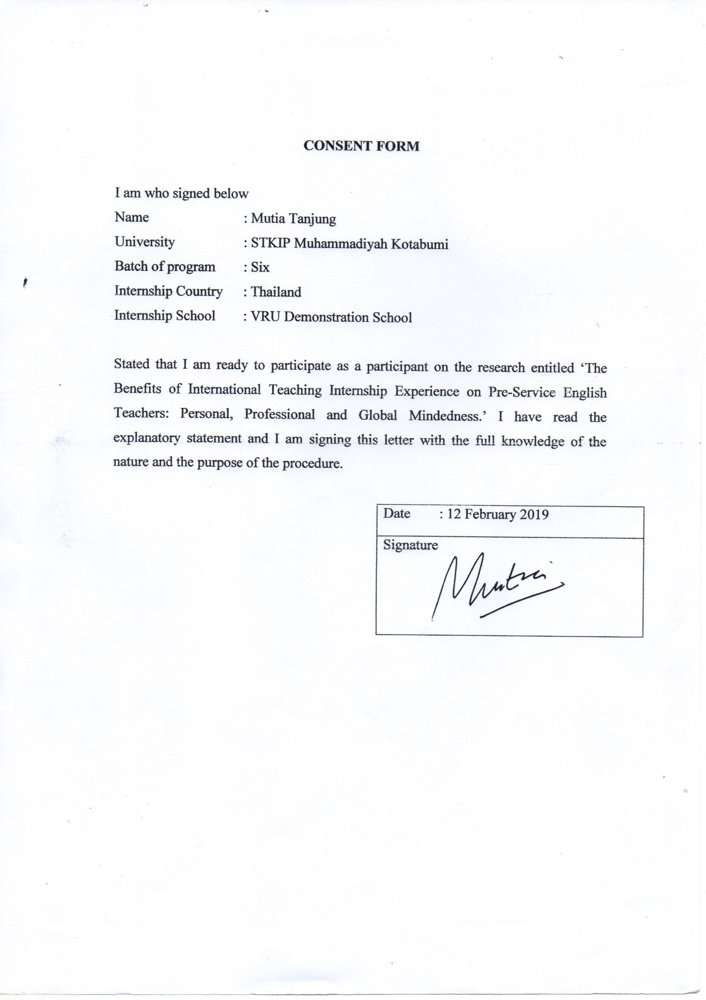 CONSENT FORM
I am who signed below
Name : Mutia Tanjung
University : STKIP Muhammadiyah Kotabumi
Batch of program : Six
Internship Country : Thailand
Internship School : VRU Demonstration School
Stated that I am ready to participate as a participant on the research entitled ‘The
Benefits of International Teaching Internship Experience on Pre-Service English
Teachers: Personal, Professional and Global Mindedness.’ I have read the
explanatory statement and I am signing this letter with the full knowledge of the
nature and the purpose of the procedure.
Date : 12 February 2019
Signature
Mutia